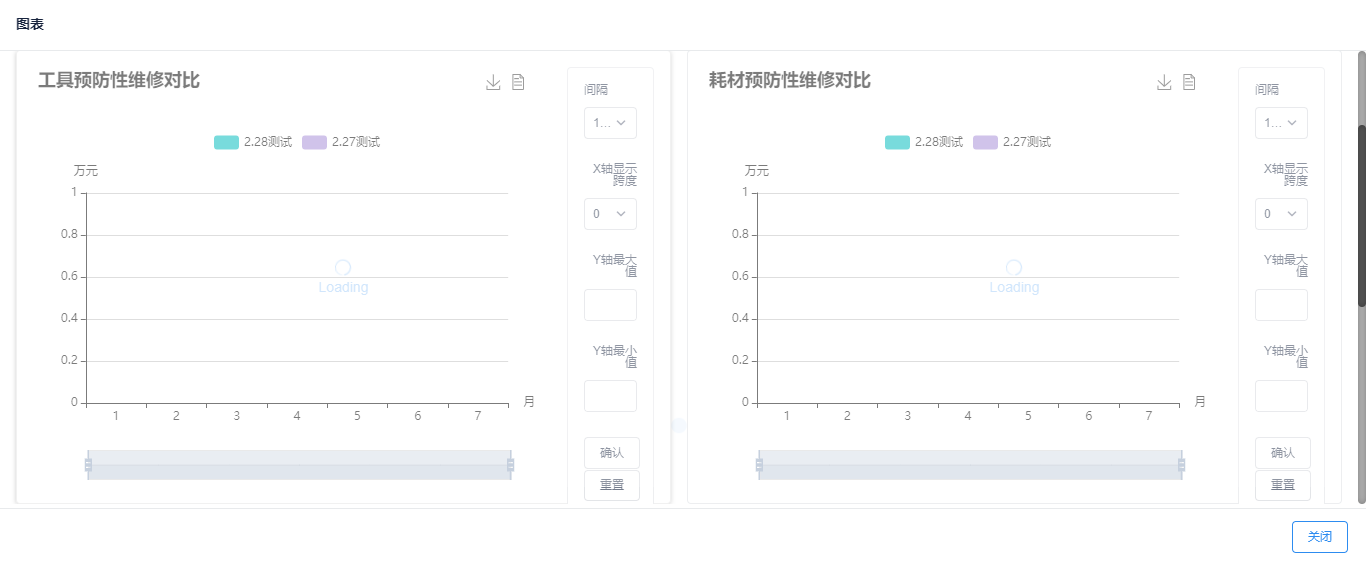 图表
工具预防性维修对比
2.28测试 2.27测试
万元
1
0.8
0.6
0.4
0.2
0
1 2 3 4 5 6 7 月
Loading
间隔
1...
X轴显示
跨度
0
Y轴最大
值
Y轴最小
值
确认
重置
耗材预防性维修对比
2.28测试 2.27测试
万元
1
0.8
0.6
0.4
0.2
0
1 2 3 4 5 6 7 月
Loading
间隔
1...
X轴显示
跨度
0
Y轴最大
值
Y轴最小
值
确认
重置
关闭